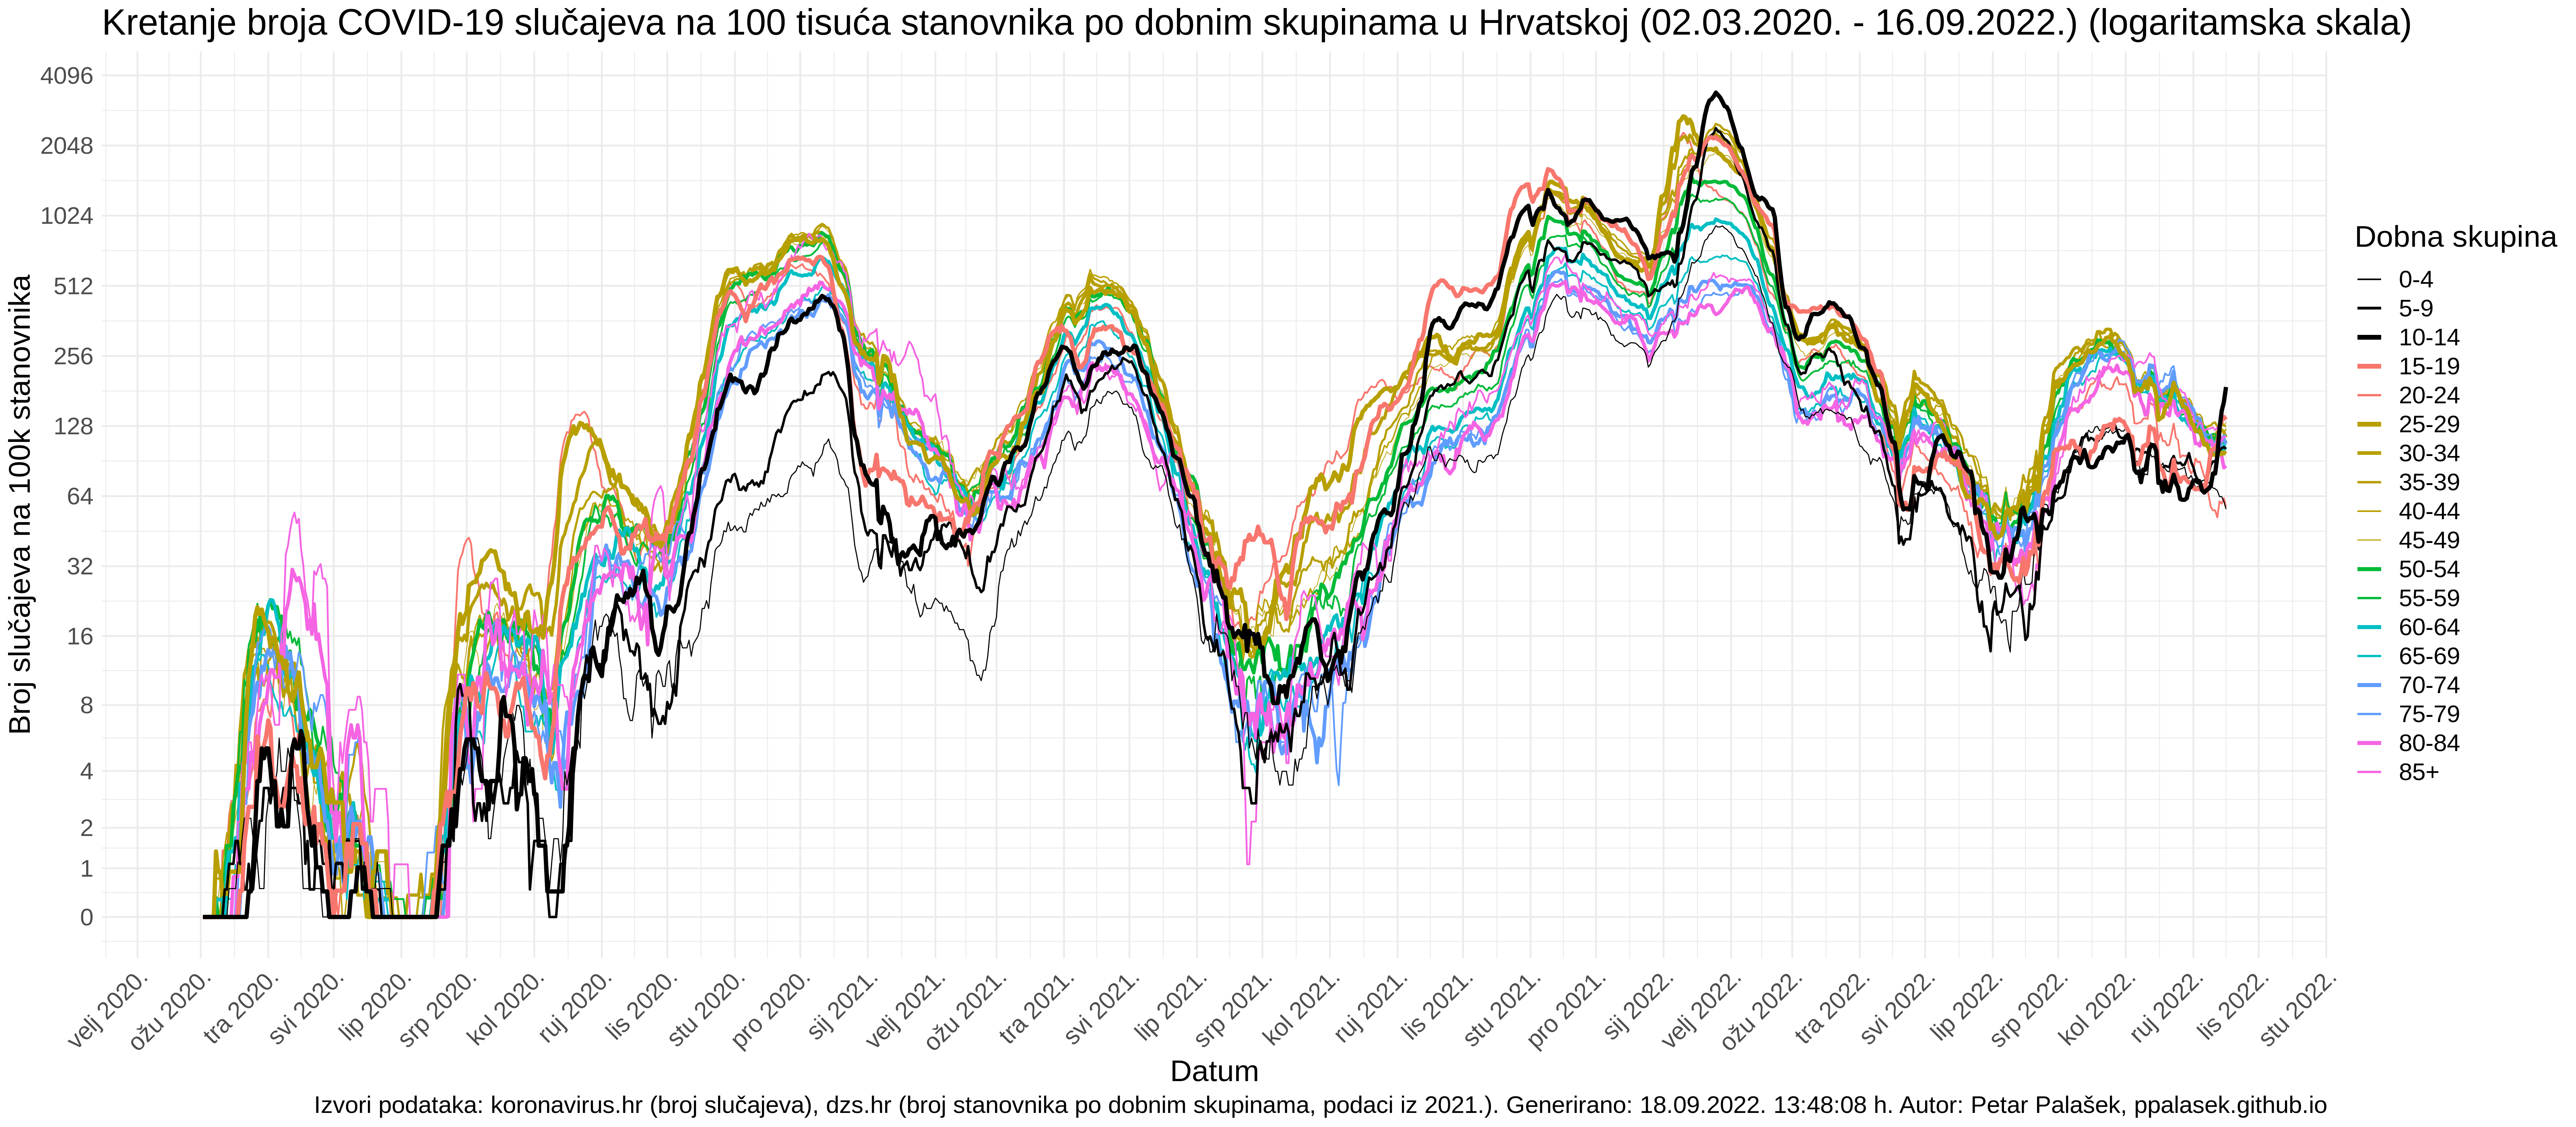 Kretanje broja COVID-19 slučajeva na 100 tisuća stanovnika po dobnim skupinama u Hrvatskoj (02.03.2020. - 16.09.2022.) (logaritamska skala)
Broj slučajeva na 100k stanovnika
4096
2048
1024
512
256
128
64
32
16
8
4
2
1
0
velj 2020.
ožu 2020.
tra 2020.
svi 2020.
lip 2020.
srp 2020.
kol 2020.
ruj 2020.
lis 2020.
stu 2020.
pro 2020.
sij 2021.
velj 2021.
ožu 2021.
tra 2021.
svi 2021.
lip 2021.
srp 2021.
kol 2021.
ruj 2021.
lis 2021.
stu 2021.
pro 2021.
sij 2022.
velj 2022.
ožu 2022.
tra 2022.
svi 2022.
lip 2022.
srp 2022.
kol 2022.
ruj 2022.
lis 2022.
stu 2022.
Datum
Dobna skupina
0-4
5-9
10-14
15-19
20-24
25-29
30-34
35-39
40-44
45-49
50-54
55-59
60-64
65-69
70-74
75-79
80-84
85+
Izvori podataka: koronavirus.hr (broj slučajeva), dzs.hr (broj stanovnika po dobnim skupinama, podaci iz 2021.). Generirano: 18.09.2022. 13:48:08 h. Autor: Petar Palašek, ppalasek.github.io